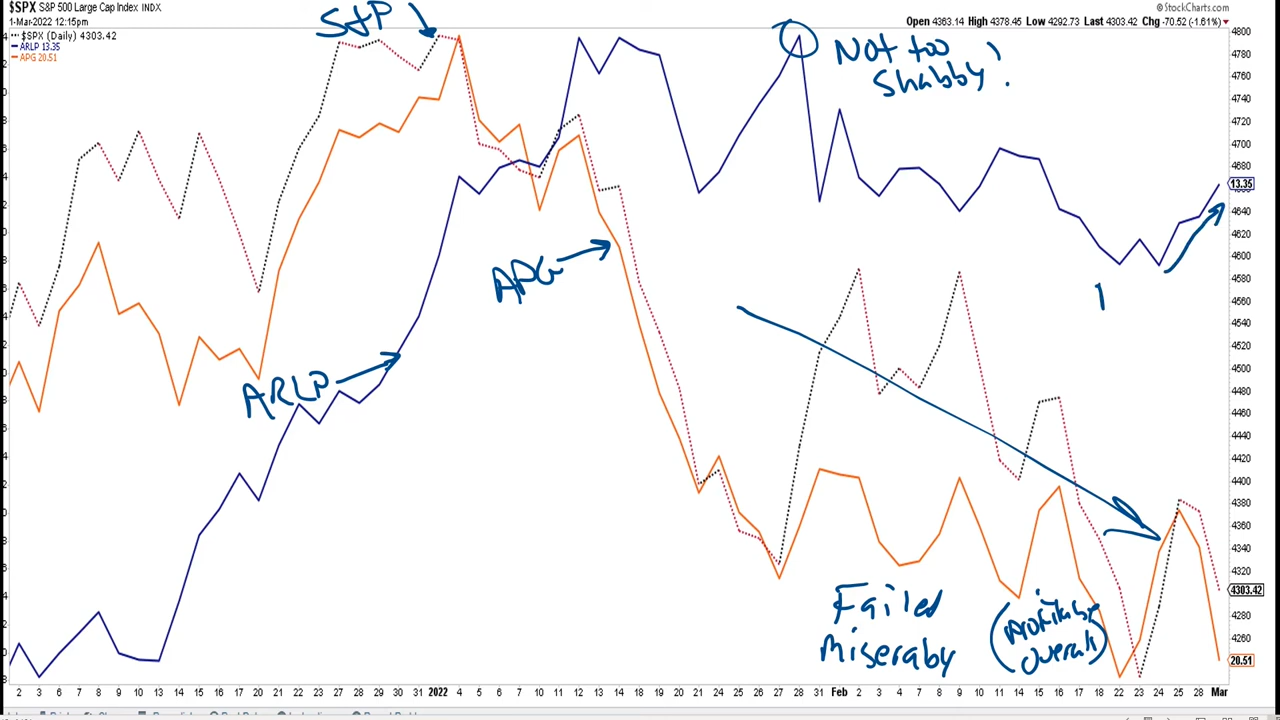 $SPX S&P 500 Large Cap Index INDX
© StockCharts.com
1-Mar-2022 12:15pm
Open 4363.14 High 4378.45 Low 4292.73 Last 4303.42 Chg -70.52 (-1.61%)
$SPX (Daily) 4303.42
ARLP 13.35
APG 20.51
S&P
Not too
Shabby!
APG
ARLP
Failed
Miseraby
(Profitable
overall)
4800
4780
4760
4740
4720
4700
4680
13.35
4640
4620
4600
4580
4560
4540
4520
4500
4480
4460
4440
4420
4400
4380
4360
4340
4320
4303.42
4280
4260
20.51
2 3 6 7 8 9 10 13 14 15 16 17 20 21 22 23 27 28 29 30 31 2022 4 5 6 7 10 11 12 13 14 18 19 20 21 24 25 26 27 28 31 Feb 2 3 4 7 8 9 10 11 14 15 16 17 18 22 23 24 25 28 Mar